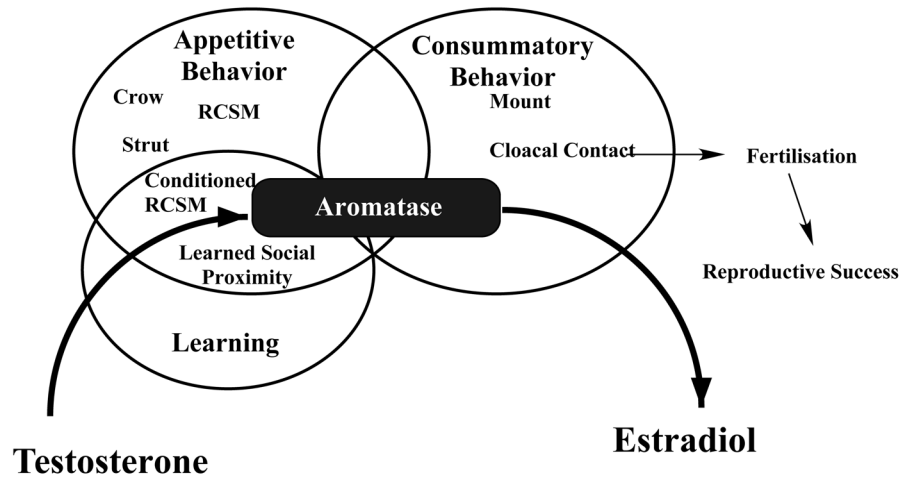 Appetitive
Behavior
Consummatory
Behavior
Crow
RCSM
Mount
Strut
Cloacal Contact
Fertilisation
Conditioned
RCSM
Aromatase
Learned Social
Proximity
Reproductive Success
Learning
Testosterone
Estradiol